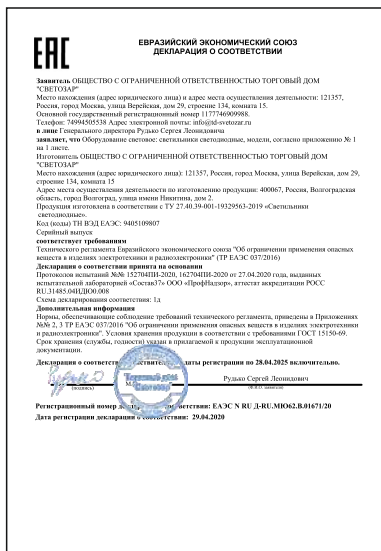 EAC
ЕВРАЗИЙСКИЙ ЭКОНОМИЧЕСКИЙ СОЮЗ
ДЕКЛАРАЦИЯ О СООТВЕТСТВИИ
Заявитель ОБЩЕСТВО С ОГРАНИЧЕННОЙ ОТВЕТСТВЕННОСТЬЮ ТОРГОВЫЙ ДОМ
"СВЕТОЗАР"
Место нахождения (адрес юридического лица) и адрес места осуществления деятельности: 121357,
Россия, город Москва, улица Верейская, дом 29, строение 134, комната 15.
Основной государственный регистрационный номер 1177746909988.
Телефон: 74994505538 Адрес электронной почты: info@td-svetozar.ru
в лице Генерального директора Рудько Сергея Леонидовича
заявляет, что Оборудование световое: светильники светодиодные, модели, согласно приложению № 1
на 1 листе.
Изготовитель ОБЩЕСТВО С ОГРАНИЧЕННОЙ ОТВЕТСТВЕННОСТЬЮ ТОРГОВЫЙ ДОМ
"СВЕТОЗАР"
Место нахождения (адрес юридического лица): 121357, Россия, город Москва, улица Верейская, дом 29,
строение 134, комната 15
Адрес места осуществления деятельности по изготовлению продукции: 400067, Россия, Волгоградская
область, город Волгоград, улица имени Никитина, дом 2.
Продукция изготовлена в соответствии с ТУ 27.40.39-001-19329563-2019 «Светильники
светодиодные».
Код (коды) ТН ВЭД ЕАЭС: 9405109807
Серийный выпуск
соответствует требованиям
Технического регламента Евразийского экономического союза "Об ограничении применения опасных
веществ в изделиях электротехники и радиоэлектроники" (ТР ЕАЭС 037/2016)
Декларация о соответствии принята на основании
Протоколов испытаний №№ 152704ПИ-2020, 162704ПИ-2020 от 27.04.2020 года, выданных
испытательной лабораторией «Состав37» ООО «ПрофНадзор», аттестат аккредитации РОСС
RU.31485.04ИДЮ0.008
Схема декларирования соответствия: 1д
Дополнительная информация
Нормы, обеспечивающие соблюдение требований технического регламента, приведены в Приложениях
№№ 2, 3 ТР ЕАЭС 037/2016 "Об ограничении применения опасных веществ в изделиях электротехники
и радиоэлектроники". Условия хранения продукции в соответствии с требованиями ГОСТ 15150-69.
Срок хранения (службы, годности) указан в прилагаемой к продукции эксплуатационной
документации.
Декларация о соответствии даты регистрации по 28.04.2025 включительно.
Рудько Сергей Леонидович
(подпись) М.П. (Ф.И.О. заявителя)
Торговый дом
Светозар
Регистрационный номер соответствии: ЕАЭС N RU Д-RU.МЮ62.В.01671/20
Дата регистрации декларации о соответствии: 29.04.2020